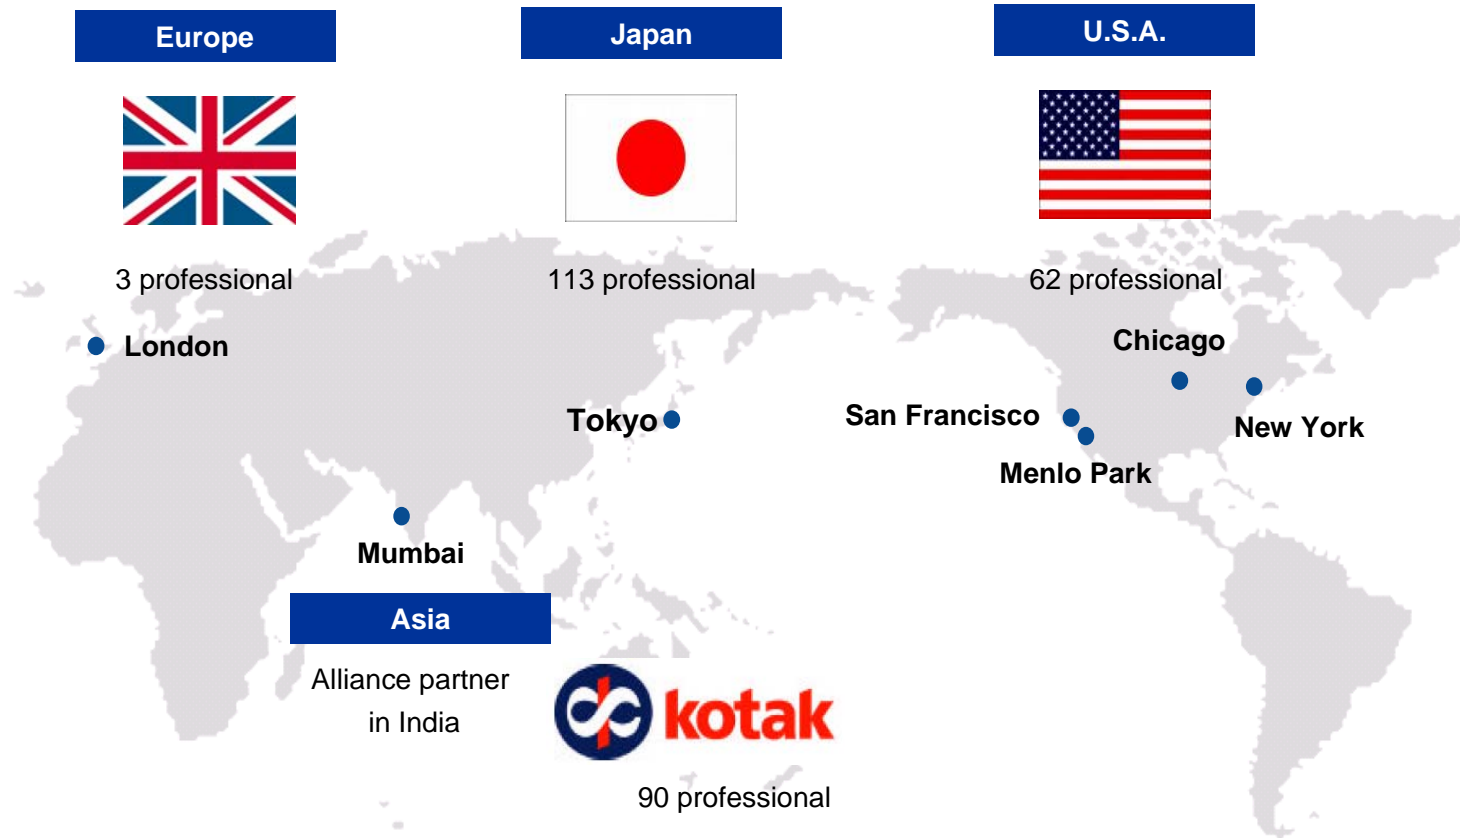 Europe
Japan
U.S.A.
3 professional
113 professional
62 professional
London
Chicago
Tokyo
San Francisco
New York
Menlo Park
Mumbai
Asia
Alliance partner
in India
kotak
90 professional